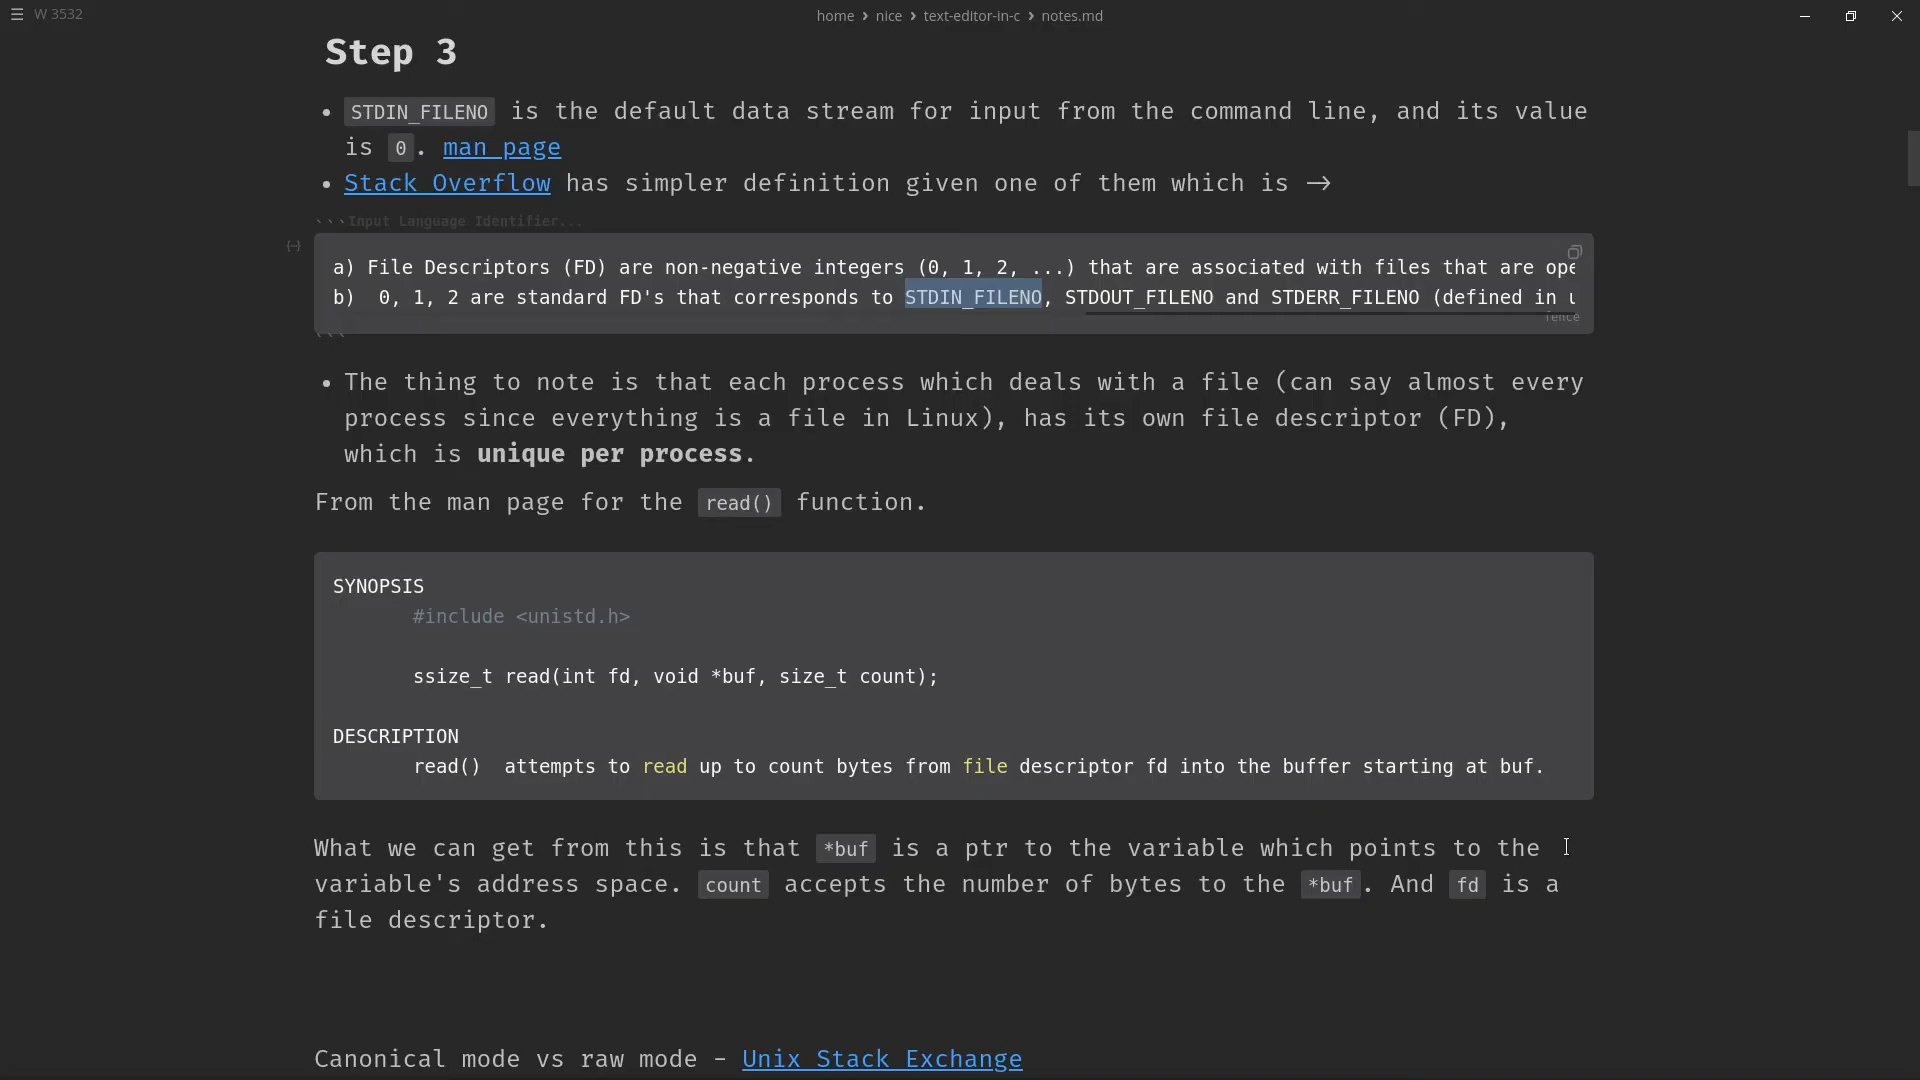 ☰ W 3532
home › nice › text-editor-in-c › notes.md
Step 3
• STDIN_FILENO is the default data stream for input from the command line, and its value
is 0. man page
• Stack Overflow has simpler definition given one of them which is →
```Input Language Identifier...
{-}
a) File Descriptors (FD) are non-negative integers (0, 1, 2, ...) that are associated with files that are ope
b)  0, 1, 2 are standard FD's that corresponds to STDIN_FILENO, STDOUT_FILENO and STDERR_FILENO (defined in u
fence
```
• The thing to note is that each process which deals with a file (can say almost every
process since everything is a file in Linux), has its own file descriptor (FD),
which is unique per process.
From the man page for the read() function.
SYNOPSIS
#include <unistd.h>
ssize_t read(int fd, void *buf, size_t count);
DESCRIPTION
read()  attempts to read up to count bytes from file descriptor fd into the buffer starting at buf.
What we can get from this is that *buf is a ptr to the variable which points to the
variable's address space. count accepts the number of bytes to the *buf. And fd is a
file descriptor.
Canonical mode vs raw mode - Unix Stack Exchange